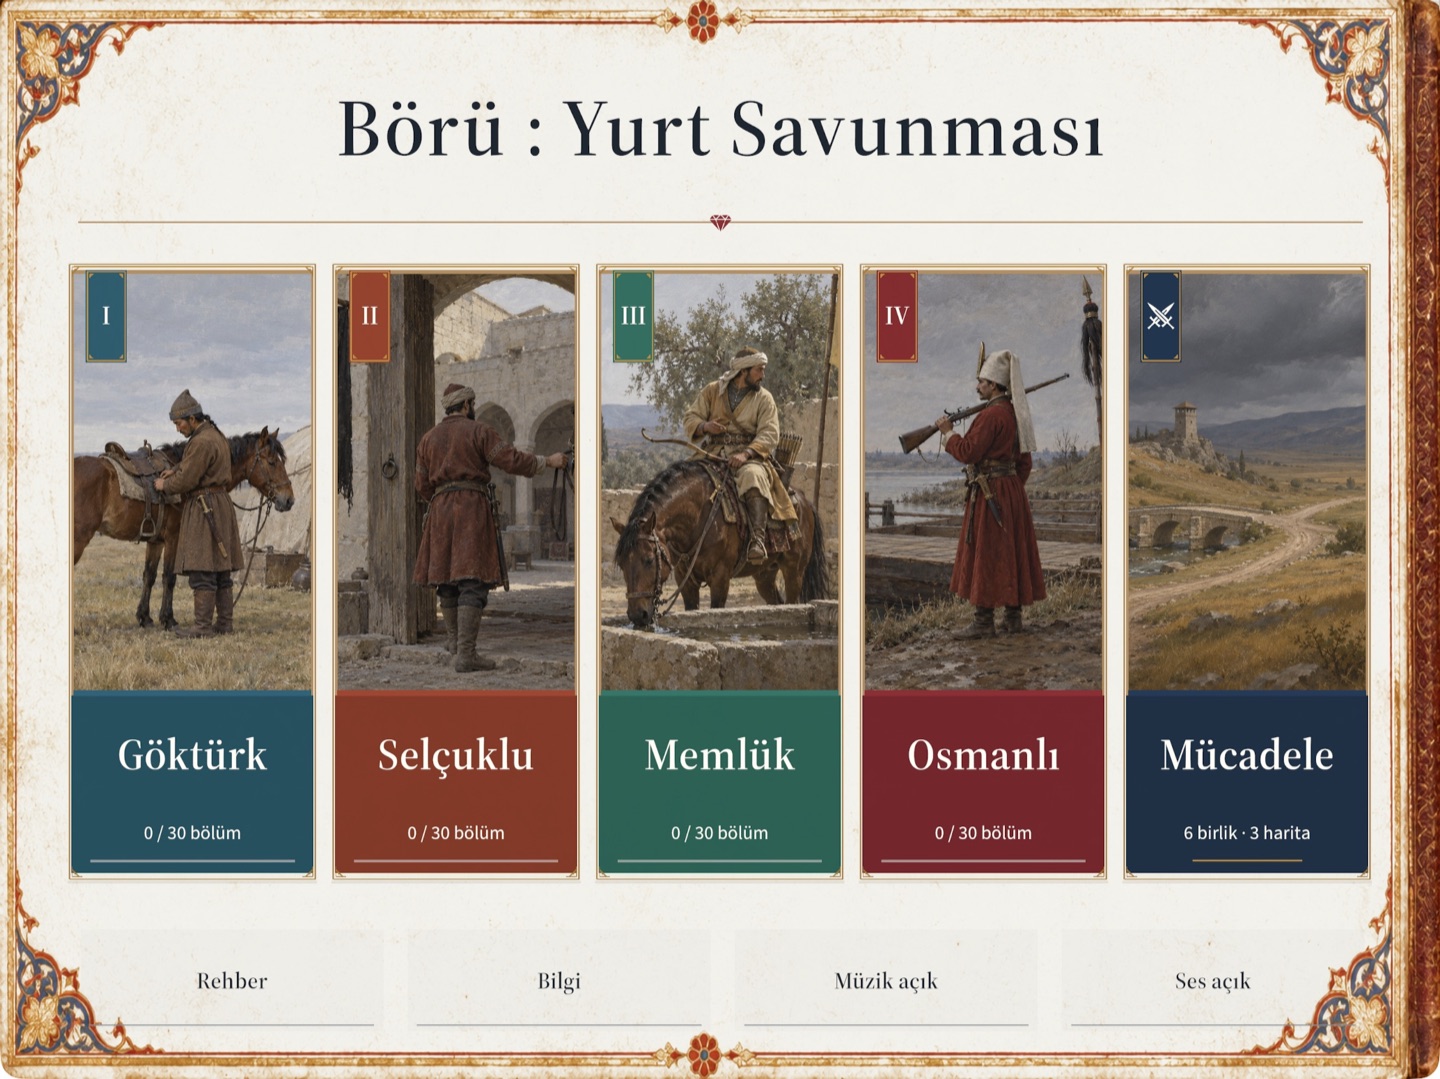 Börü : Yurt Savunması
I
II
III
IV
Göktürk
0 / 30 bölüm
Selçuklu
0 / 30 bölüm
Memlük
0 / 30 bölüm
Osmanlı
0 / 30 bölüm
Mücadele
6 birlik · 3 harita
Rehber
Bilgi
Müzik açık
Ses açık